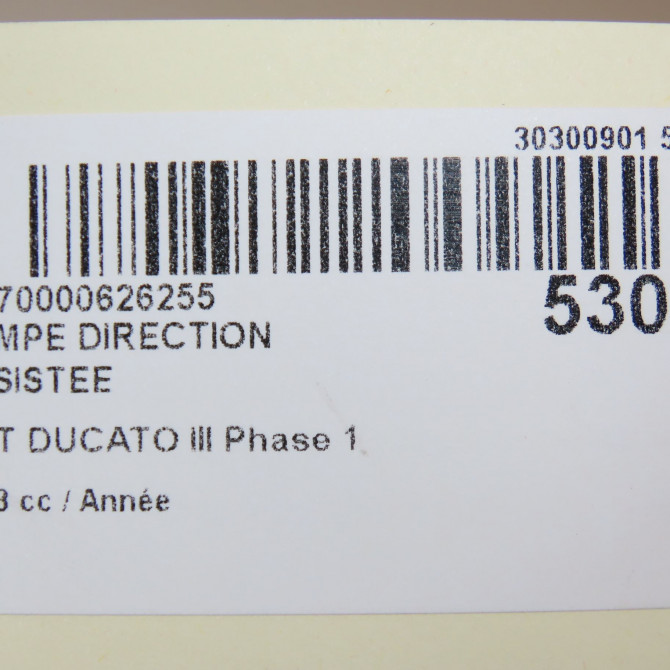 30300901 5
70000626255
530
MPE DIRECTION
SISTEE
T DUCATO III Phase 1
3 cc / Année